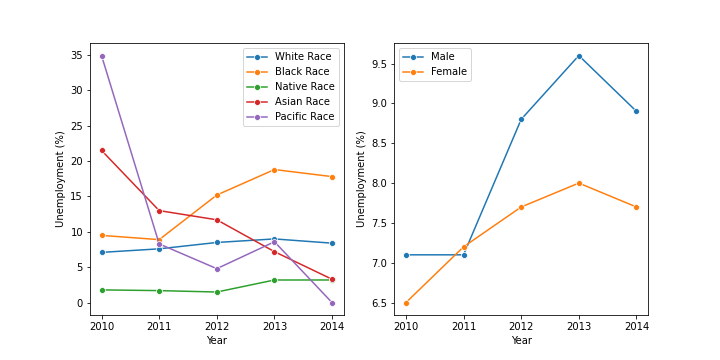 White Race
Black Race
Native Race
Asian Race
Pacific Race
Unemployment (%)
35
30
25
20
15
10
5
0
2010 2011 2012 2013 2014
Year
Male
Female
Unemployment (%)
9.5
9.0
8.5
8.0
7.5
7.0
6.5
2010 2011 2012 2013 2014
Year